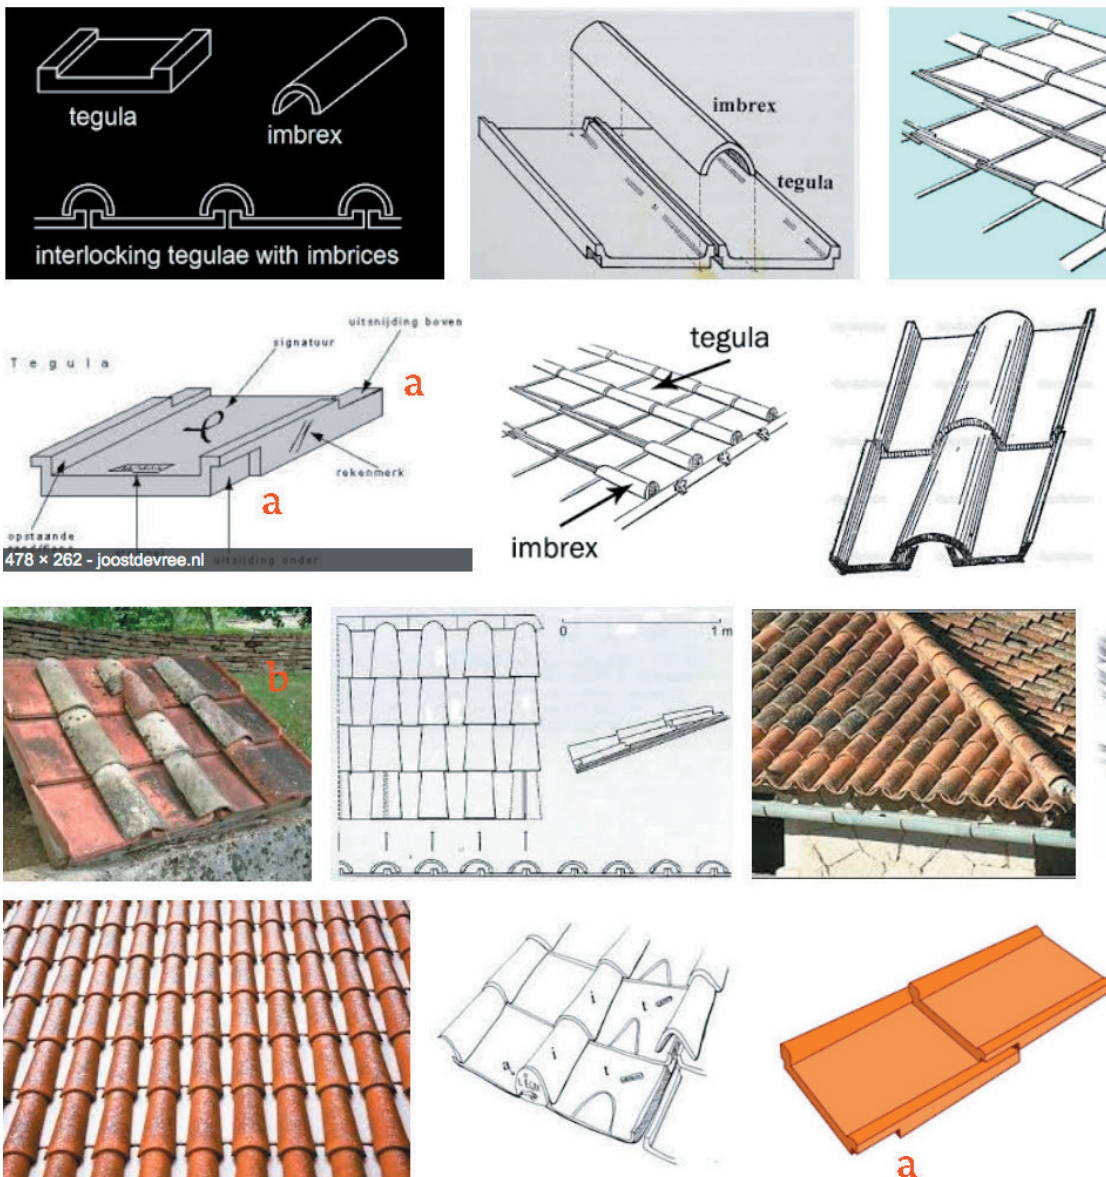 tegula
imbrex
interlocking tegulae with imbrices
imbrex
tegula
Tegula
uitsnijding boven
signatuur
a
rekenmerk
a
opstaande
478 × 262 - joostdevree.nl
uitsijding onder
tegula
imbrex
b
0 1 m
i
t
i
t
a
a